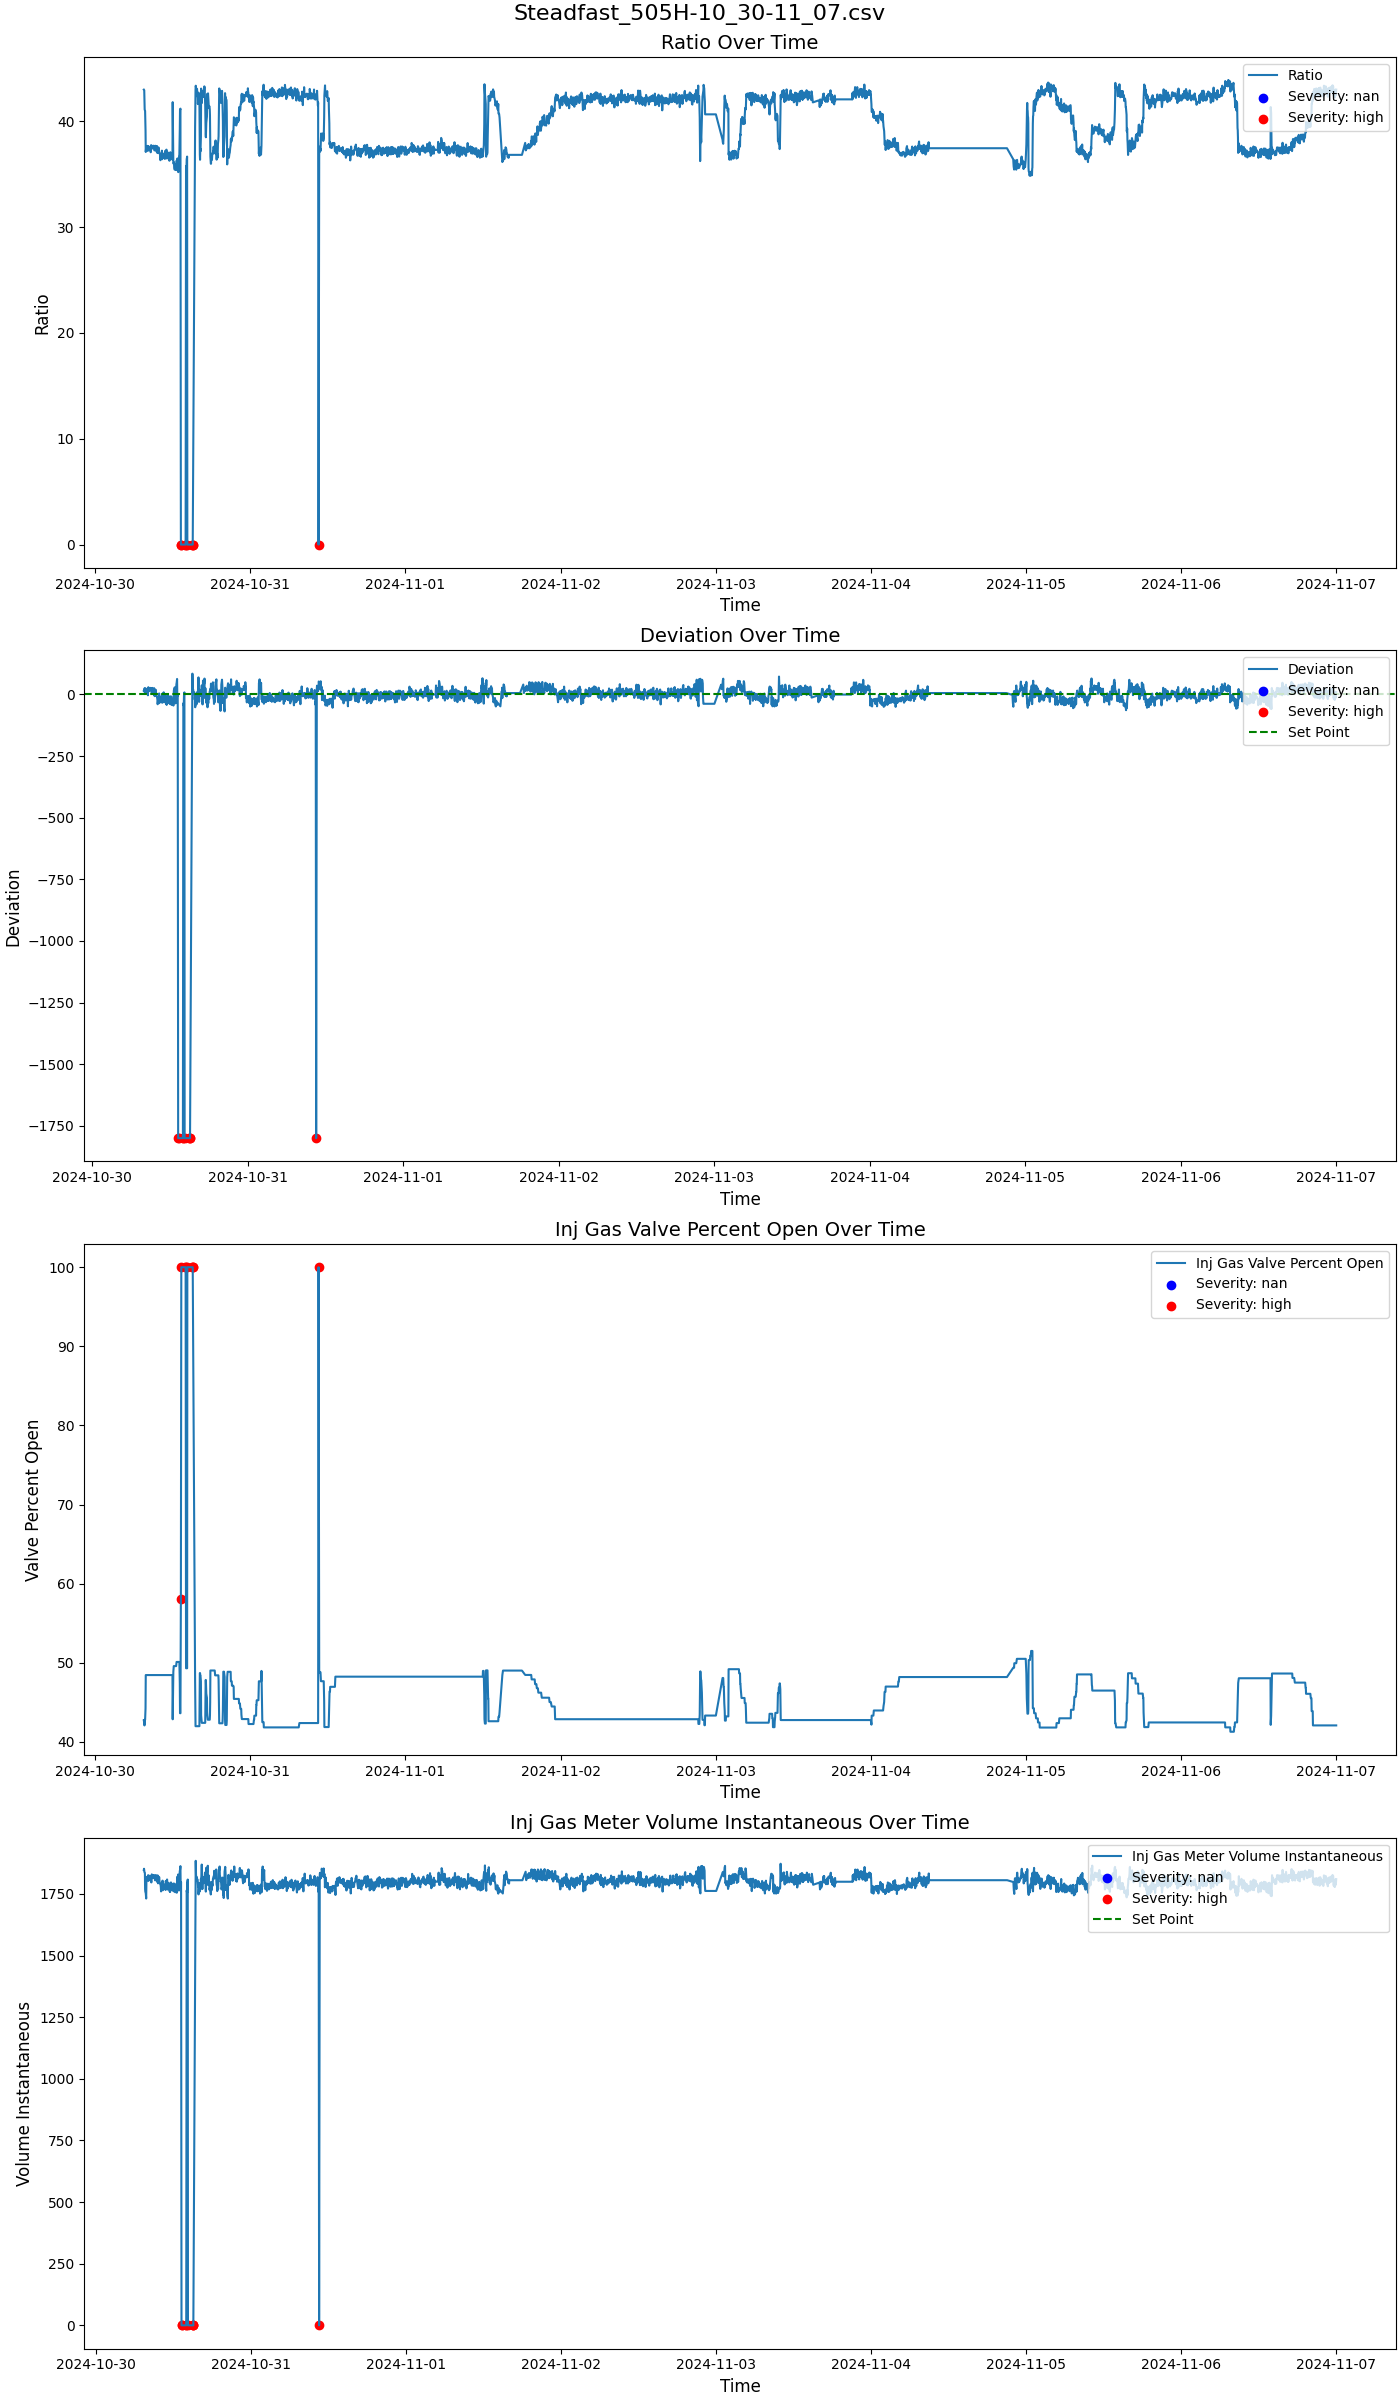 Steadfast_505H-10_30-11_07.csv
Ratio Over Time
Ratio
Severity: nan
Severity: high
40
30
20
10
0
Ratio
2024-10-30 2024-10-31 2024-11-01 2024-11-02 2024-11-03 2024-11-04 2024-11-05 2024-11-06 2024-11-07
Time
Deviation Over Time
Deviation
Severity: nan
Severity: high
Set Point
0
−250
−500
−750
−1000
−1250
−1500
−1750
Deviation
2024-10-30 2024-10-31 2024-11-01 2024-11-02 2024-11-03 2024-11-04 2024-11-05 2024-11-06 2024-11-07
Time
Inj Gas Valve Percent Open Over Time
Inj Gas Valve Percent Open
Severity: nan
Severity: high
100
90
80
70
60
50
40
Valve Percent Open
2024-10-30 2024-10-31 2024-11-01 2024-11-02 2024-11-03 2024-11-04 2024-11-05 2024-11-06 2024-11-07
Time
Inj Gas Meter Volume Instantaneous Over Time
Inj Gas Meter Volume Instantaneous
Severity: nan
Severity: high
Set Point
1750
1500
1250
1000
750
500
250
0
Volume Instantaneous
2024-10-30 2024-10-31 2024-11-01 2024-11-02 2024-11-03 2024-11-04 2024-11-05 2024-11-06 2024-11-07
Time